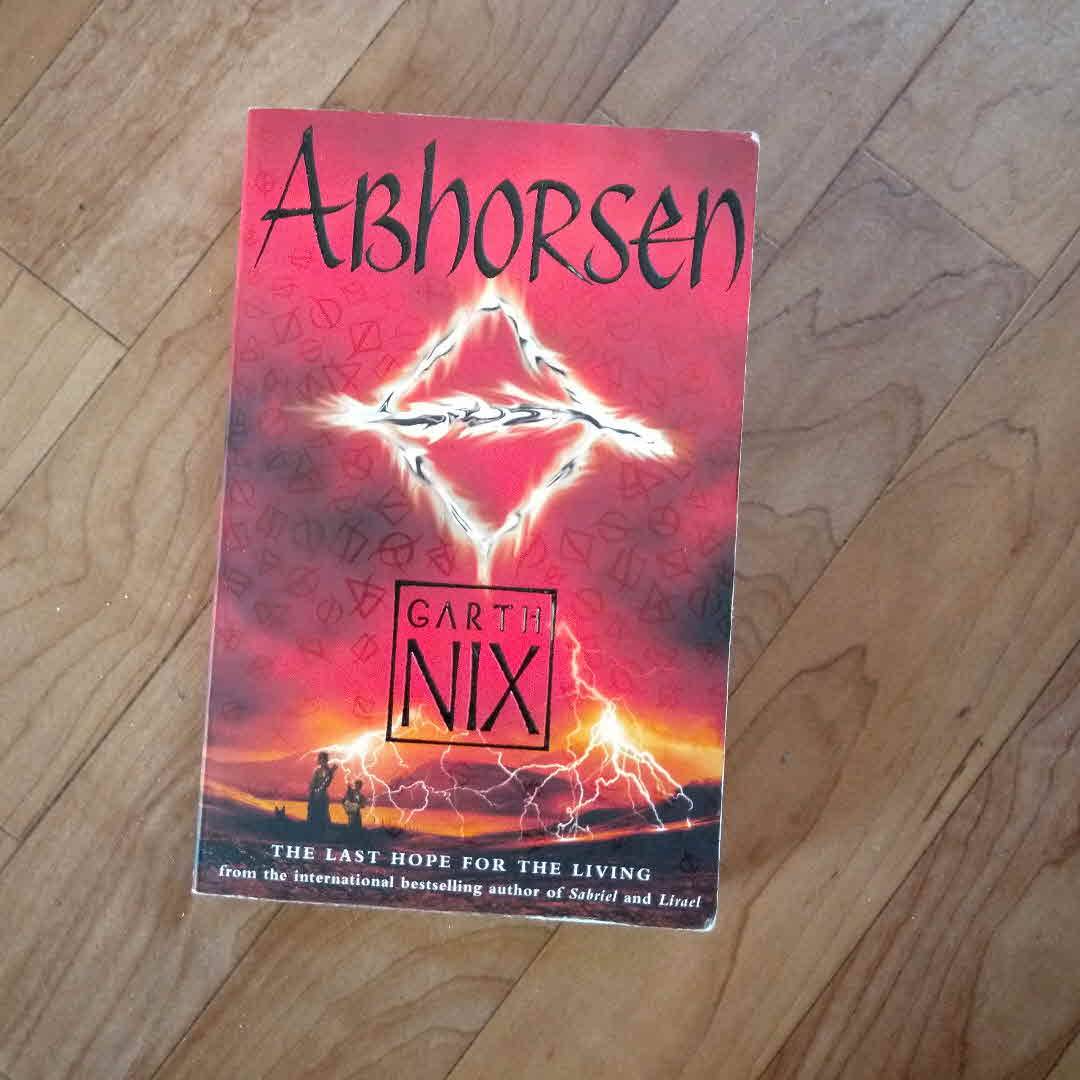 ABhorsen
GARTH
NIX
THE LAST HOPE FOR THE LIVING
from the international bestselling author of Sabriel and Lirael